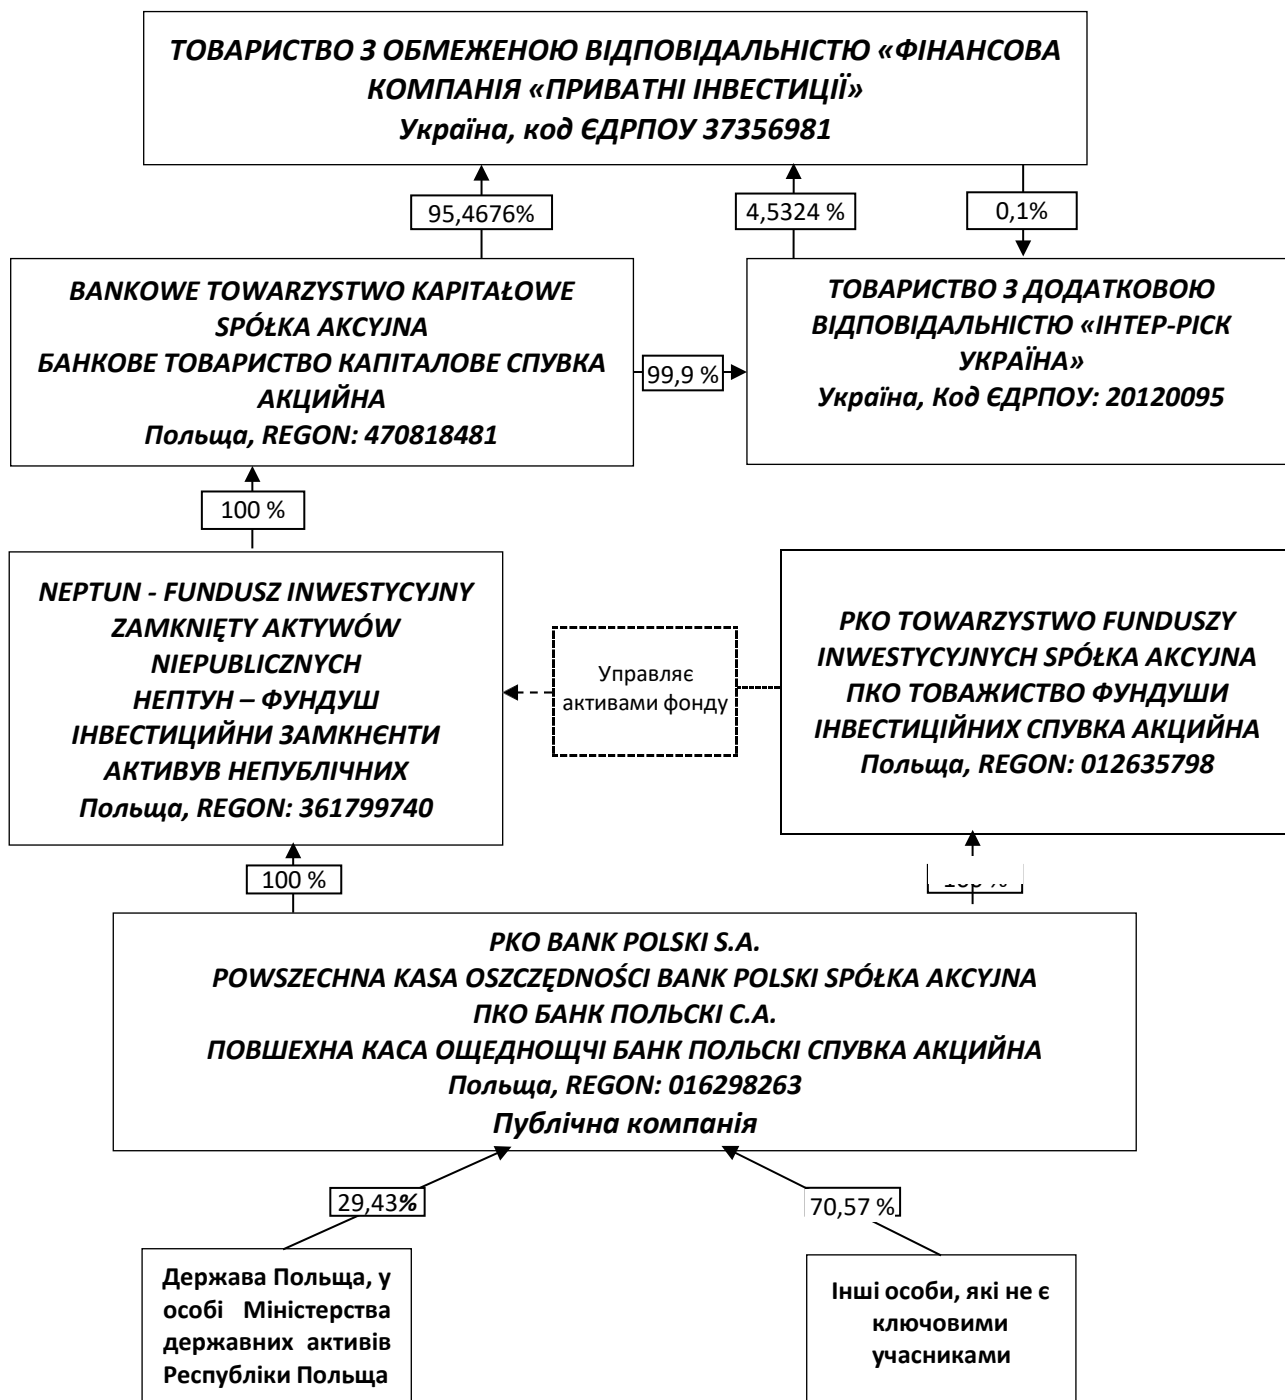 ТОВАРИСТВО З ОБМЕЖЕНОЮ ВІДПОВІДАЛЬНІСТЮ «ФІНАНСОВА
КОМПАНІЯ «ПРИВАТНІ ІНВЕСТИЦІЇ»
Україна, код ЄДРПОУ 37356981
95,4676%
4,5324 %
0,1%
BANKOWE TOWARZYSTWO KAPITAŁOWE
SPÓŁKA AKCYJNA
БАНКОВЕ ТОВАРИСТВО КАПІТАЛОВЕ СПУВКА
АКЦИЙНА
Польща, REGON: 470818481
99,9 %
ТОВАРИСТВО З ДОДАТКОВОЮ
ВІДПОВІДАЛЬНІСТЮ «ІНТЕР-РІСК
УКРАЇНА»
Україна, Код ЄДРПОУ: 20120095
100 %
NEPTUN - FUNDUSZ INWESTYCYJNY
ZAMKNIĘTY AKTYWÓW
NIEPUBLICZNYCH
НЕПТУН – ФУНДУШ
ІНВЕСТИЦИЙНИ ЗАМКНЄНТИ
АКТИВУВ НЕПУБЛІЧНИХ
Польща, REGON: 361799740
Управляє
активами фонду
PKO TOWARZYSTWO FUNDUSZY
INWESTYCYJNYCH SPÓŁKA AKCYJNA
ПКО ТОВАЖИСТВО ФУНДУШИ
ІНВЕСТИЦІЙНИХ СПУВКА АКЦИЙНА
Польща, REGON: 012635798
100 %
PKO BANK POLSKI S.A.
POWSZECHNA KASA OSZCZĘDNOŚCI BANK POLSKI SPÓŁKA AKCYJNA
ПКО БАНК ПОЛЬСКІ С.А.
ПОВШЕХНА КАСА ОЩЕДНОЩЧІ БАНК ПОЛЬСКІ СПУВКА АКЦИЙНА
Польща, REGON: 016298263
Публічна компанія
29,43%
70,57 %
Держава Польща, у
особі Міністерства
державних активів
Республіки Польща
Інші особи, які не є
ключовими
учасниками